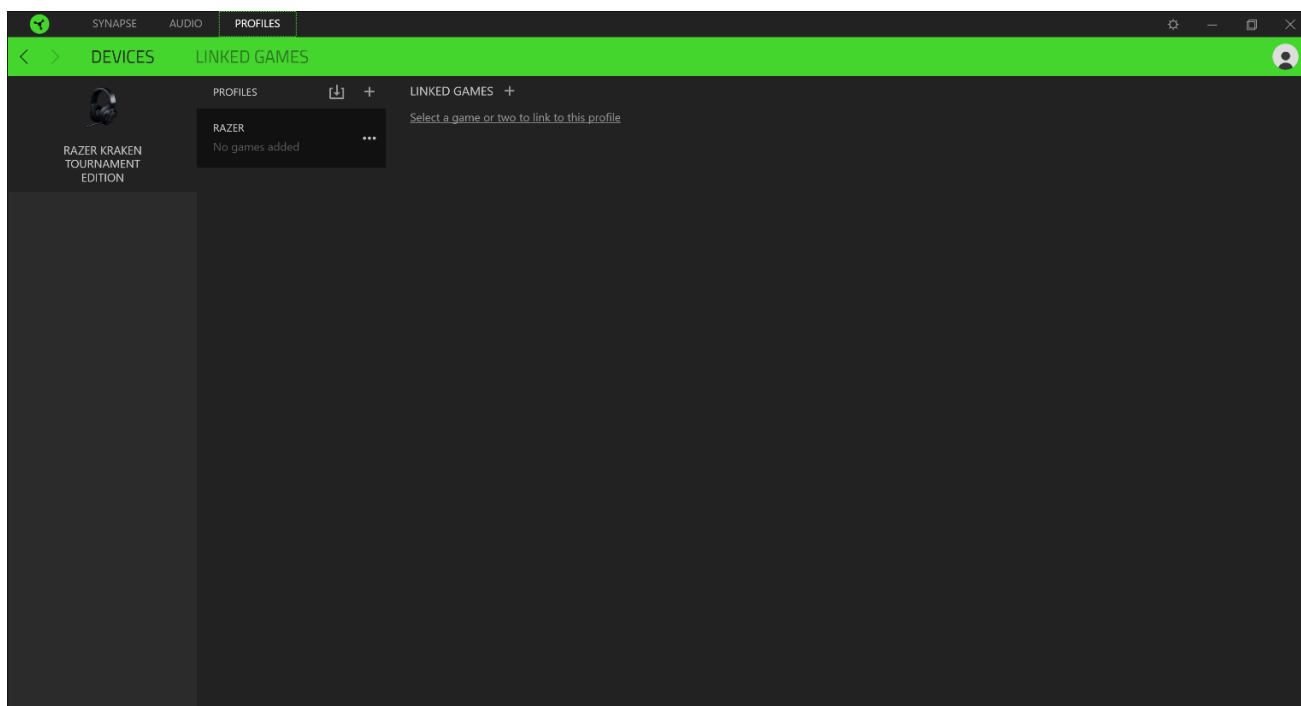 SYNAPSE AUDIO PROFILES
DEVICES LINKED GAMES
RAZER KRAKEN
TOURNAMENT
EDITION
PROFILES
RAZER
No games added
LINKED GAMES +
Select a game or two to link to this profile